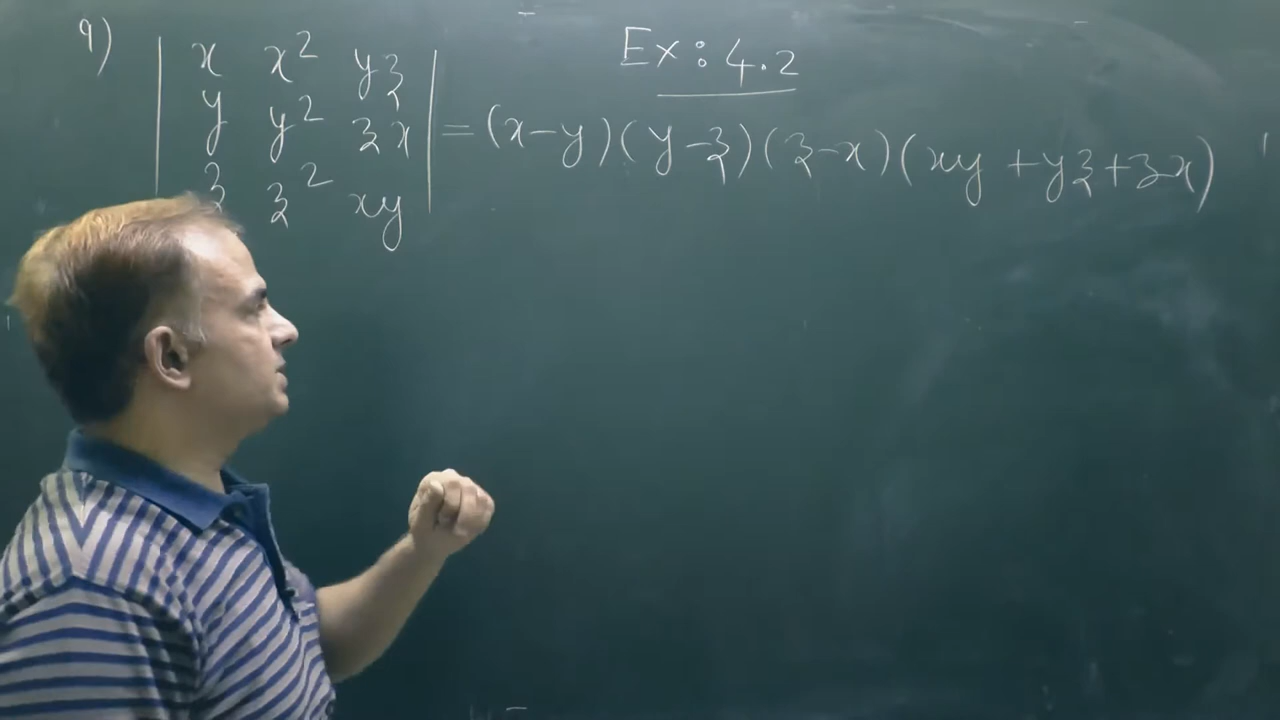 Ex: 4.2
9)
| x x² yz |
| y y² zx | = (x-y)(y-z)(z-x)(xy+yz+zx)
| z z² xy |